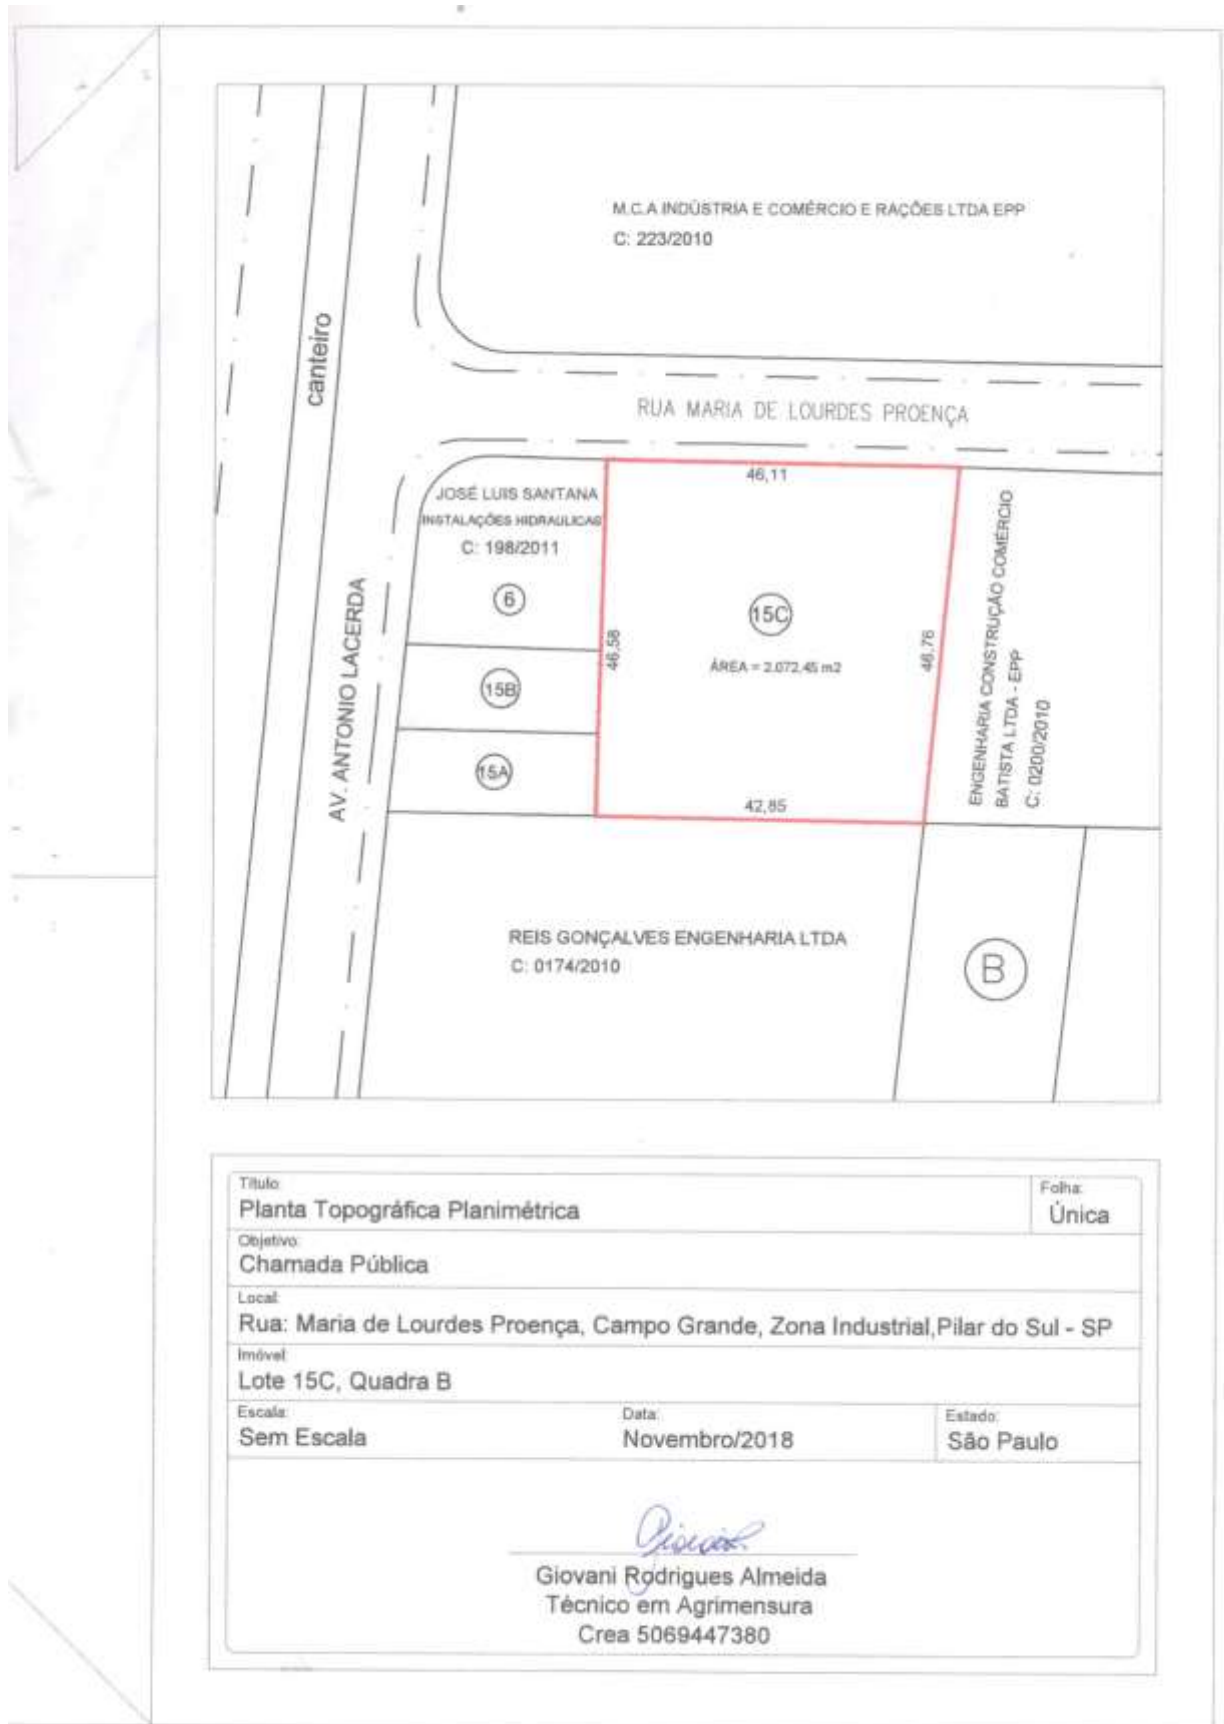 M.C.A INDÚSTRIA E COMÉRCIO E RAÇÕES LTDA EPP
C: 223/2010
canteiro
RUA MARIA DE LOURDES PROENÇA
46,11
JOSÉ LUIS SANTANA
INSTALAÇÕES HIDRAULICAS
C: 198/2011
6
15B
15A
AV. ANTONIO LACERDA
46,58
15C
ÁREA = 2.072,45 m2
46,76
42,85
ENGENHARIA CONSTRUÇÃO COMÉRCIO
BATISTA LTDA - EPP
C: 0200/2010
REIS GONÇALVES ENGENHARIA LTDA
C: 0174/2010
B
Título:
Planta Topográfica Planimétrica
Folha:
Única
Objetivo:
Chamada Pública
Local:
Rua: Maria de Lourdes Proença, Campo Grande, Zona Industrial,Pilar do Sul - SP
Imóvel:
Lote 15C, Quadra B
Escala:
Sem Escala
Data:
Novembro/2018
Estado:
São Paulo
Giovani Rodrigues Almeida
Técnico em Agrimensura
Crea 5069447380